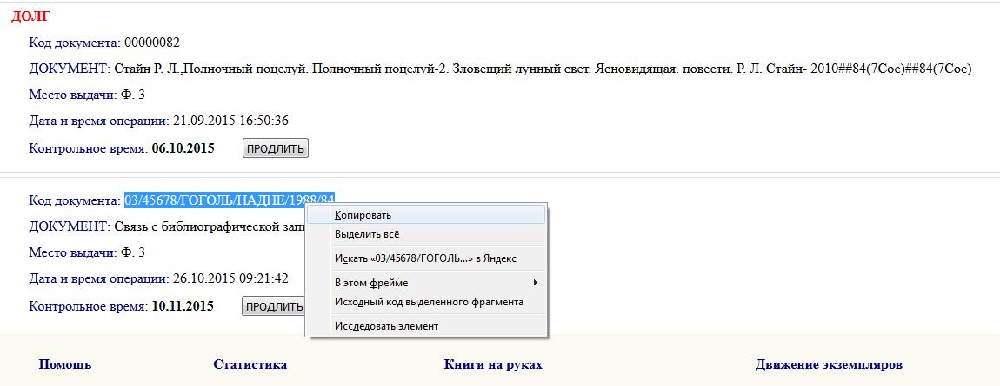 ДОЛГ
Код документа: 00000082
ДОКУМЕНТ: Стайн Р. Л.,Полночный поцелуй. Полночный поцелуй-2. Зловещий лунный свет. Ясновидящая. повести. Р. Л. Стайн- 2010##84(7Сое)##84(7Сое)
Место выдачи: Ф. 3
Дата и время операции: 21.09.2015 16:50:36
Контрольное время: 06.10.2015 ПРОДЛИТЬ
Код документа: 03/45678/ГОГОЛЬ/НАДНЕ/1988/84
Копировать
ДОКУМЕНТ: Связь с библиографической
Выделить всё
Место выдачи: Ф. 3
Искать «03/45678/ГОГОЛЬ...» в Яндекс
Дата и время операции: 26.10.2015 09:21:42
В этом фрейме
Контрольное время: 10.11.2015 ПРОДЛИТЬ
Исходный код выделенного фрагмента
Исследовать элемент
Помощь Статистика Книги на руках Движение экземпляров